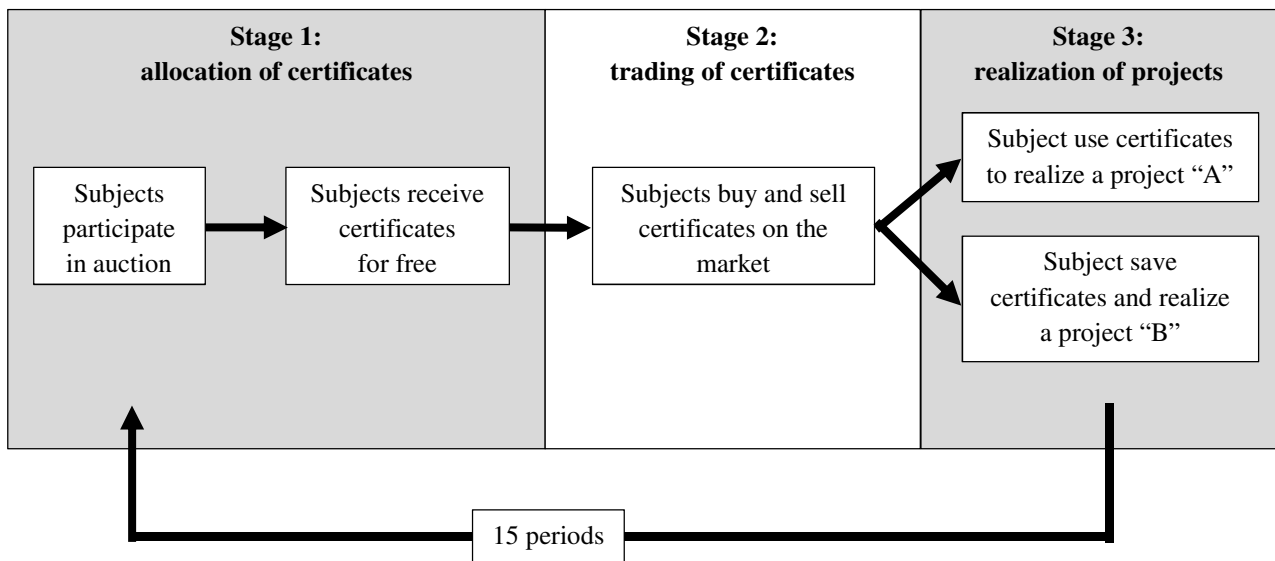 Stage 1:
allocation of certificates
Subjects
participate
in auction
Subjects receive
certificates
for free
Stage 2:
trading of certificates
Subjects buy and sell
certificates on the
market
Stage 3:
realization of projects
Subject use certificates
to realize a project “A”
Subject save
certificates and realize
a project “B”
15 periods